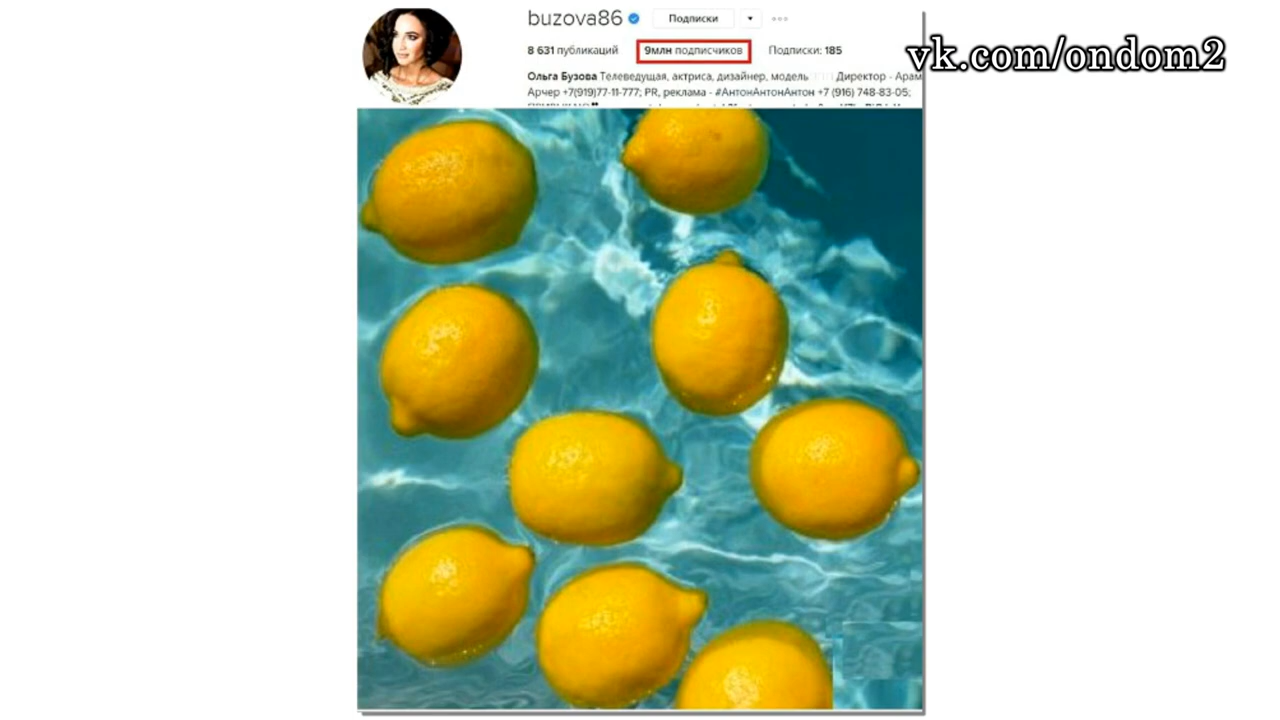 buzova86 Подписки
8 631 публикаций 9млн подписчиков Подписки: 185
vk.com/ondom2
Ольга Бузова Телеведущая, актриса, дизайнер, модель Директор - Арам
Арчер +7(919)77-11-777; PR, реклама - #АнтонАнтонАнтон +7 (916) 748-83-05;